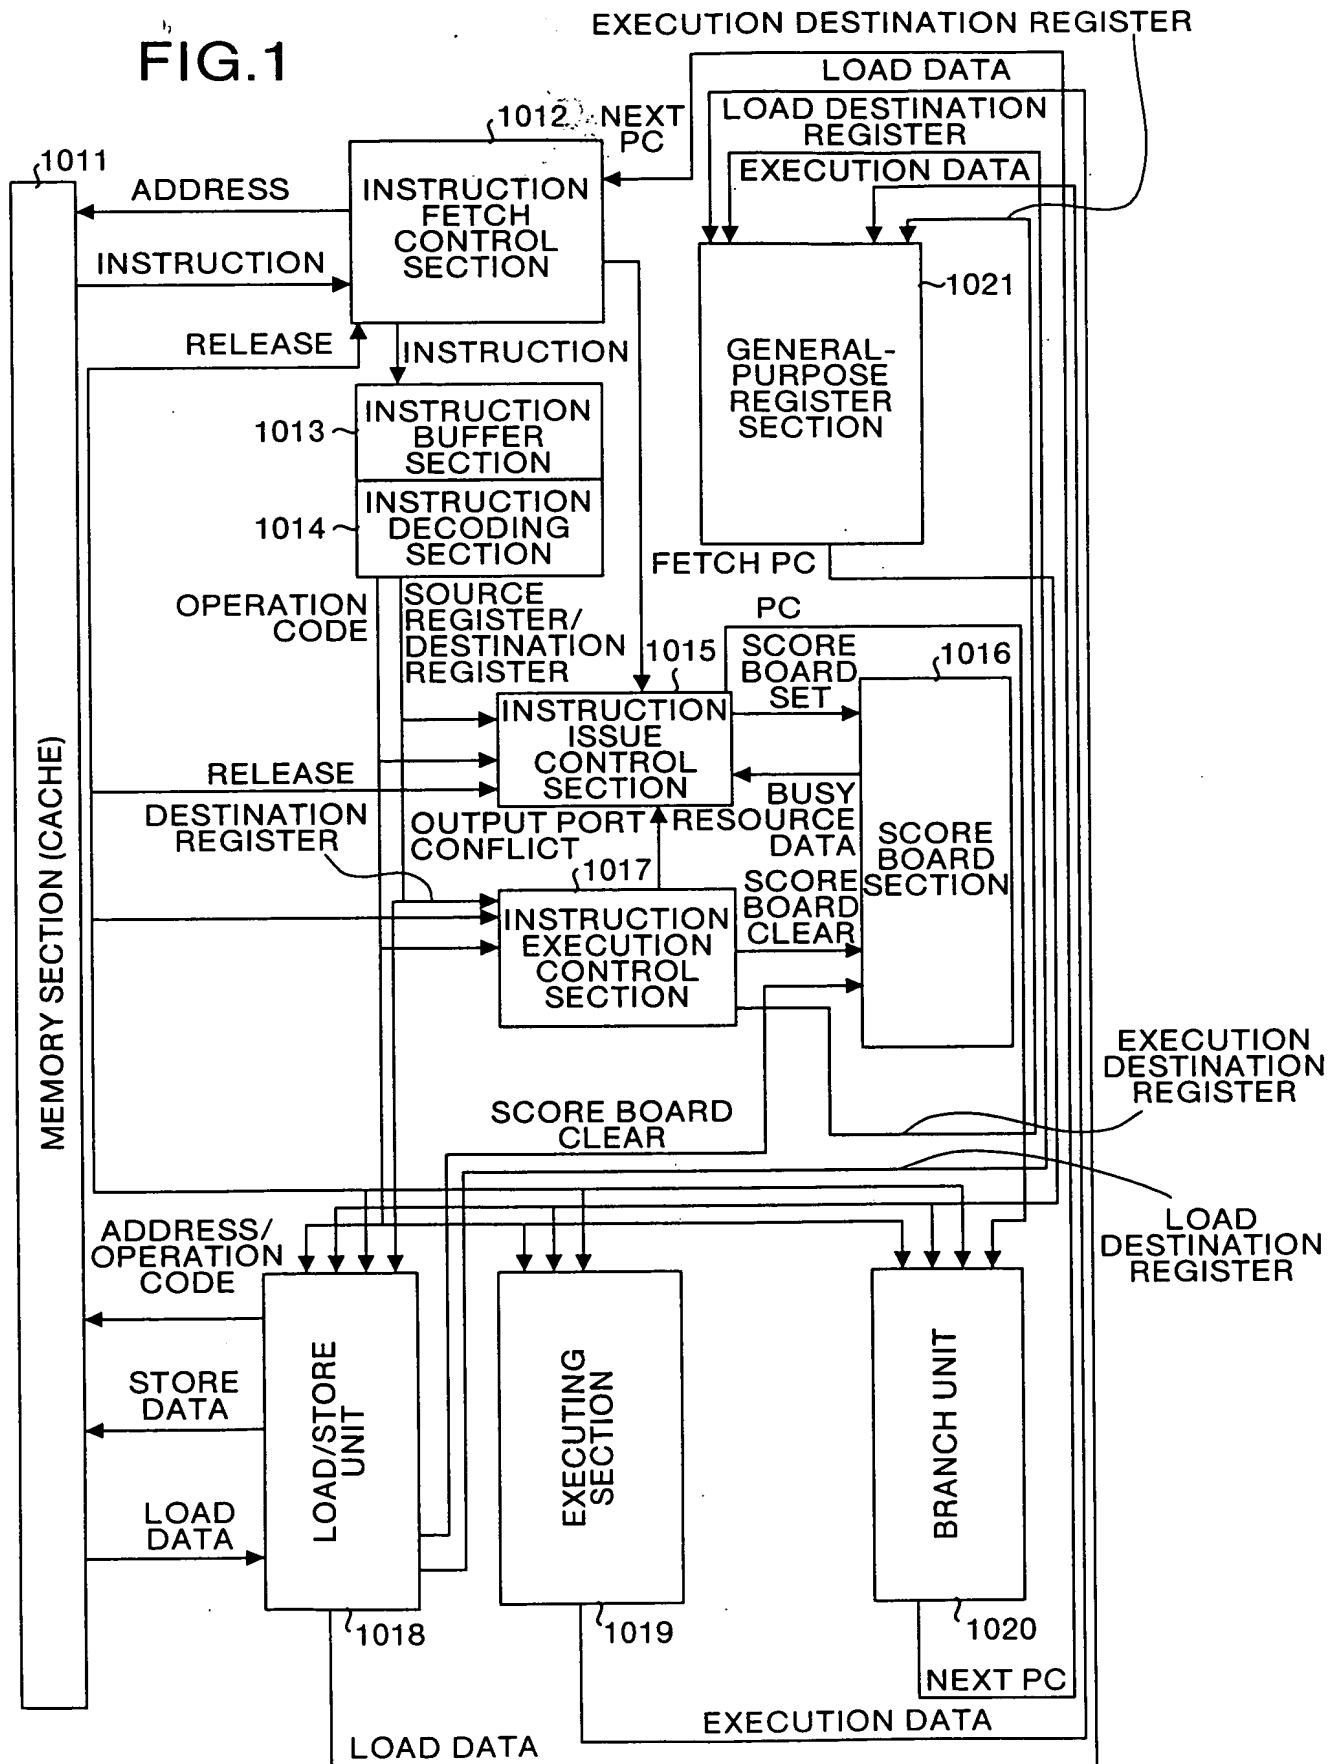 FIG.1
EXECUTION DESTINATION REGISTER
LOAD DATA
1012
NEXT
PC
LOAD DESTINATION
REGISTER
EXECUTION DATA
1011
ADDRESS
INSTRUCTION
FETCH
CONTROL
SECTION
INSTRUCTION
1021
RELEASE
INSTRUCTION
GENERAL-
PURPOSE
REGISTER
SECTION
1013
INSTRUCTION
BUFFER
SECTION
1014
INSTRUCTION
DECODING
SECTION
FETCH PC
OPERATION
CODE
SOURCE
REGISTER/
DESTINATION
REGISTER
PC
1015
SCORE
BOARD
SET
1016
INSTRUCTION
ISSUE
CONTROL
SECTION
MEMORY SECTION (CACHE)
RELEASE
DESTINATION
REGISTER
OUTPUT PORT
CONFLICT
BUSY
RESOURCE
DATA
SCORE
BOARD
SECTION
1017
SCORE
BOARD
CLEAR
INSTRUCTION
EXECUTION
CONTROL
SECTION
EXECUTION
DESTINATION
REGISTER
SCORE BOARD
CLEAR
LOAD
DESTINATION
REGISTER
ADDRESS/
OPERATION
CODE
STORE
DATA
LOAD
DATA
LOAD/STORE
UNIT
EXECUTING
SECTION
BRANCH UNIT
1018
1019
1020
NEXT PC
EXECUTION DATA
LOAD DATA